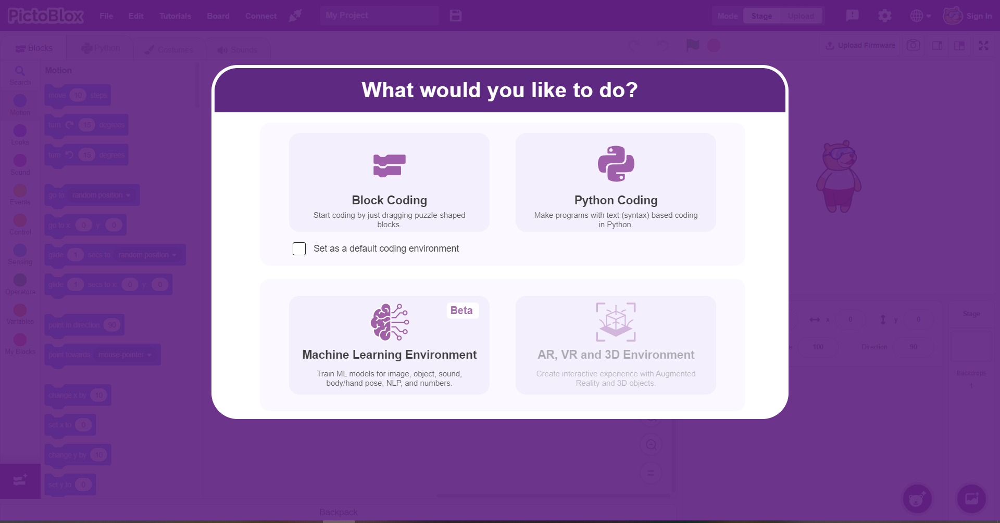 PictoBlox File Edit Tutorials Board Connect My Project Mode Stage Upload Sign In
Blocks Python Costumes Sounds Upload Firmware
Search
Motion
Looks
Sound
Events
Control
Sensing
Operators
Variables
My Blocks
Motion
move 10 steps
turn 15 degrees
turn 15 degrees
go to random position
go to x: 0 y: 0
glide 1 secs to random position
glide 1 secs to x: 0 y: 0
point in direction 90
point towards mouse-pointer
change x by 10
set x to 0
change y by 10
set y to 0
What would you like to do?
Block Coding
Start coding by just dragging puzzle-shaped
blocks.
Python Coding
Make programs with text (syntax) based coding
in Python.
Set as a default coding environment
Beta
Machine Learning Environment
Train ML models for image, object, sound,
body/hand pose, NLP, and numbers.
AR, VR and 3D Environment
Create interactive experience with Augmented
Reality and 3D objects.
x 0 y 0
100 Direction 90
Stage
Backdrops
1
Backpack